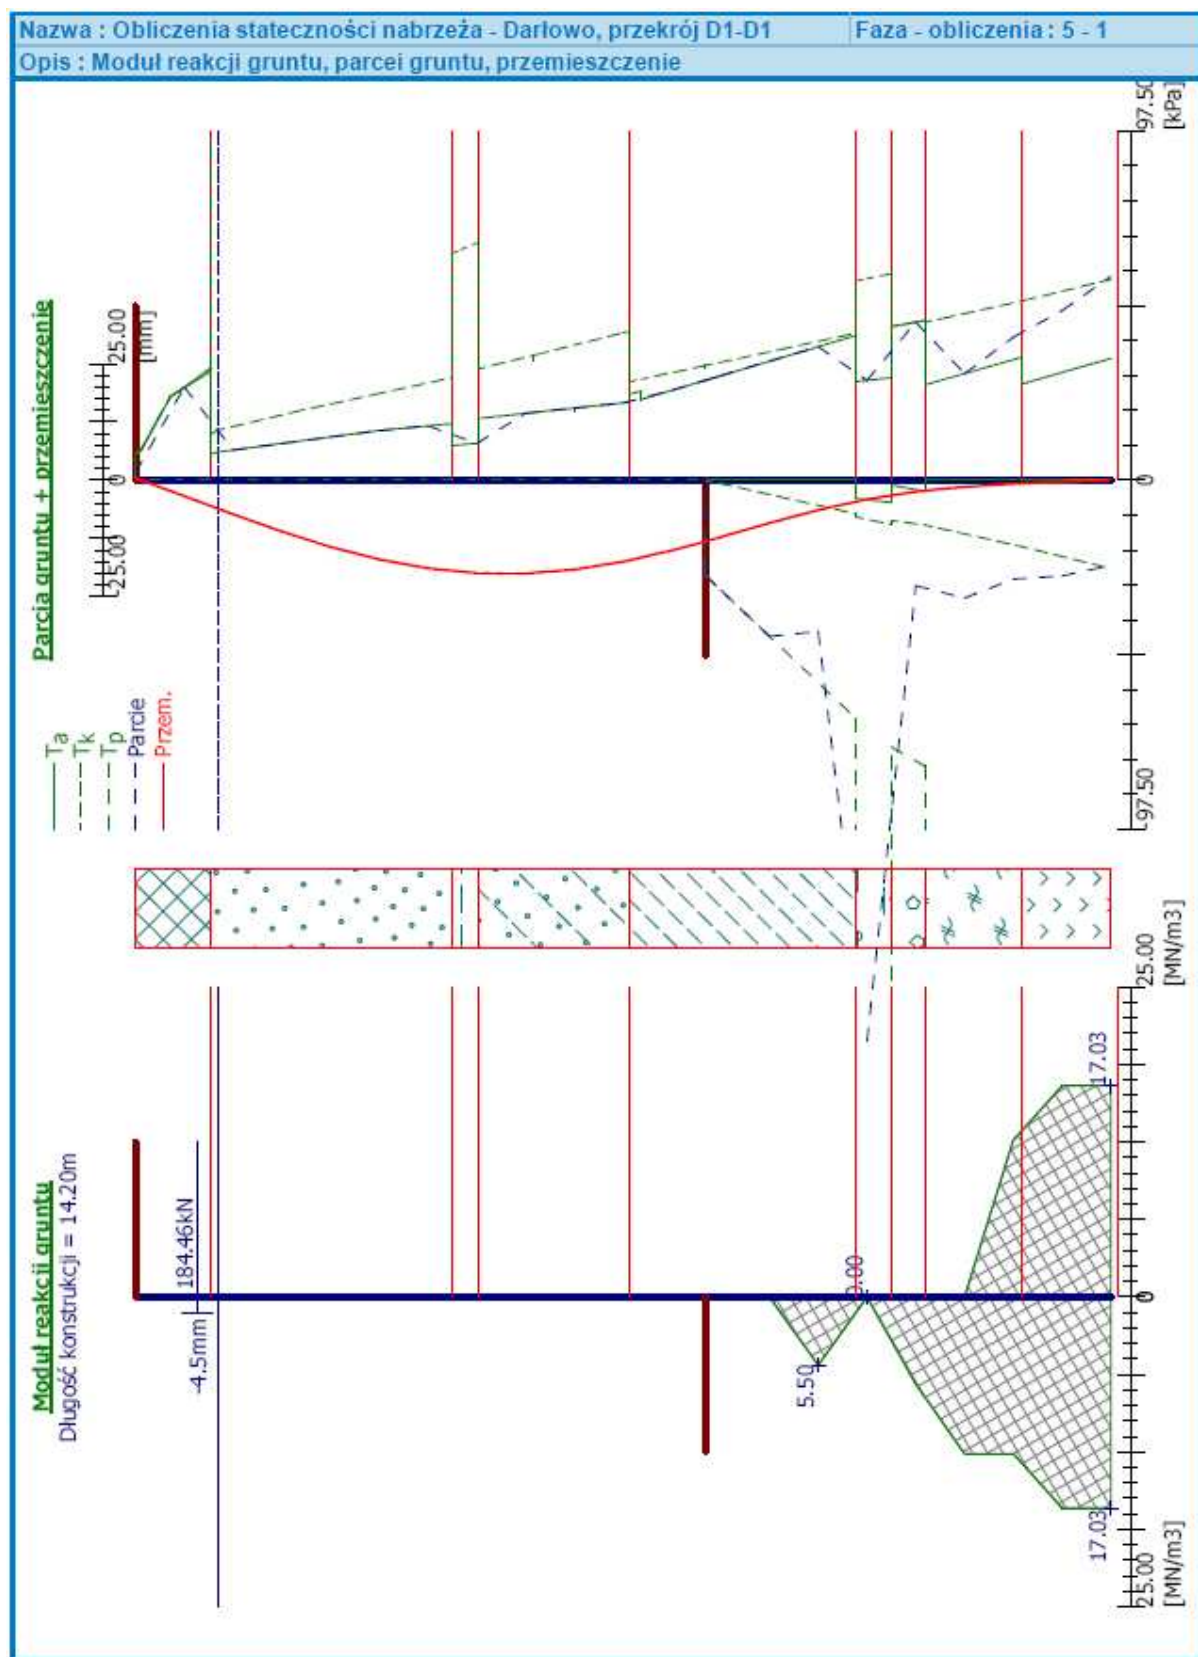 Nazwa : Obliczenia stateczności nabrzeża - Darłowo, przekrój D1-D1
Faza - obliczenia : 5 - 1
Opis : Moduł reakcji gruntu, parcei gruntu, przemieszczenie
Moduł reakcji gruntu
Długość konstrukcji = 14.20m
-4.5mm
184.46kN
5.50
0.00
17.03
17.03
25.00
[MN/m3]
0
25.00
[MN/m3]
Parcia gruntu + przemieszczenie
-25.00
0
25.00
[mm]
Ta
Tk
Tp
Parcie
Przem.
-97.50
0
97.50
[kPa]